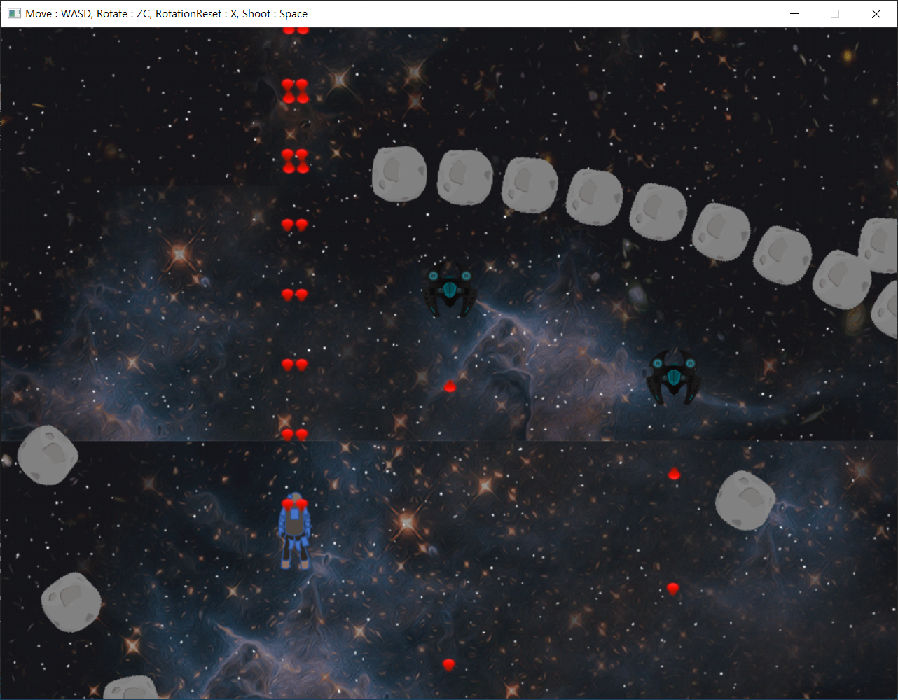 Move : WASD, Rotate : ZC, RotationReset : X, Shoot : Space